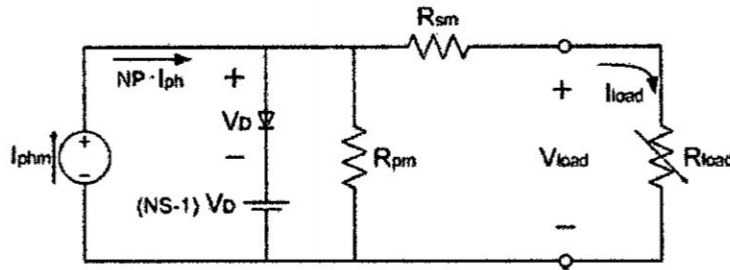 Rsm
NP·Iph
+
+
Iload
VD
Iphm
+
-
-
Rpm
Vload
Rload
(NS-1) VD
-